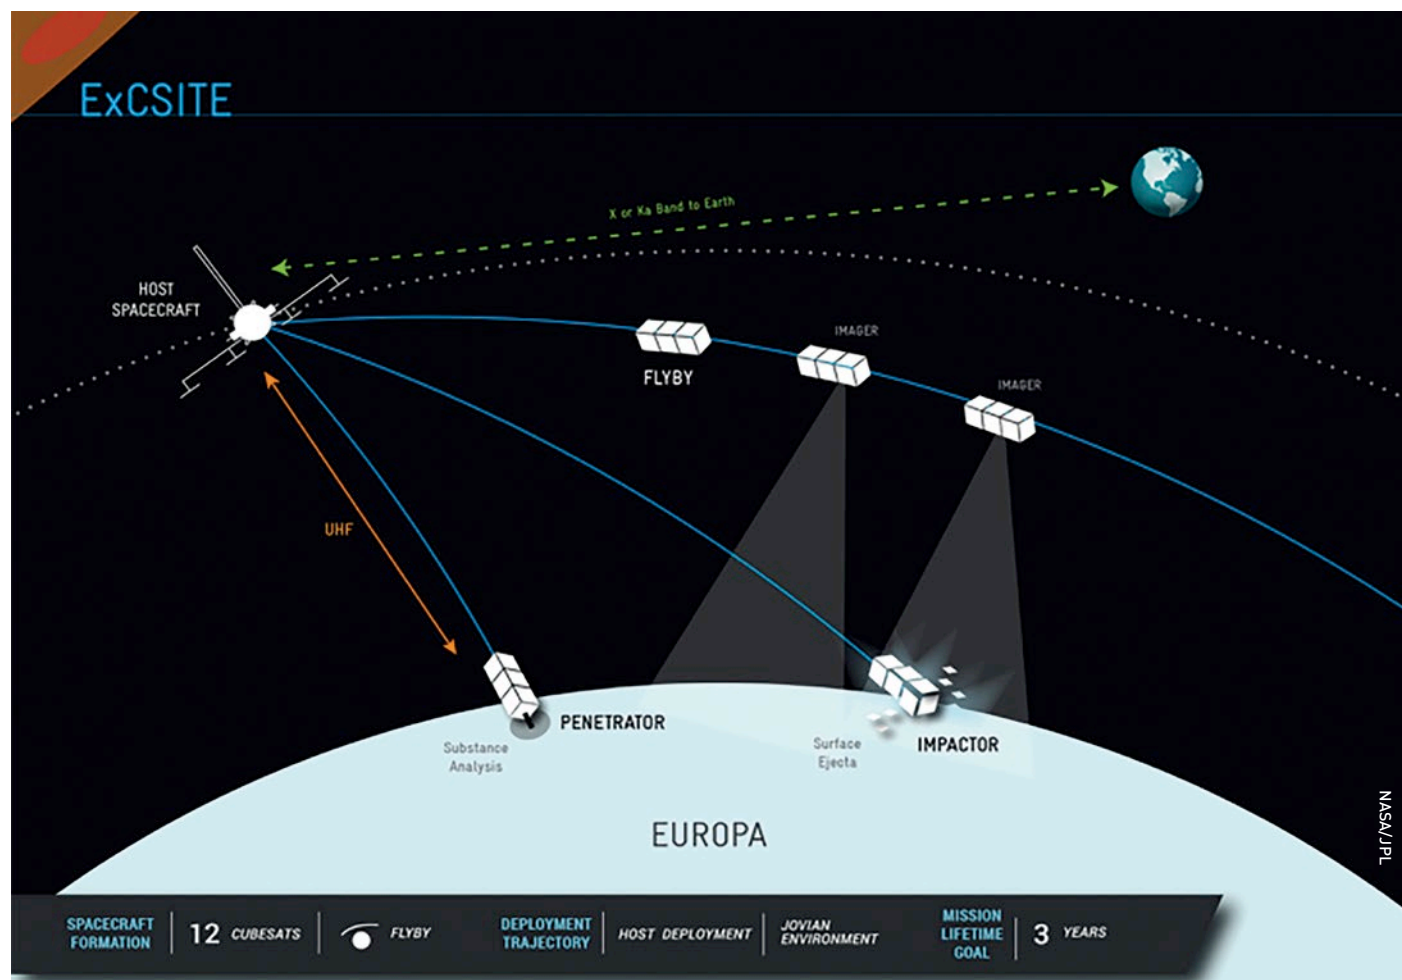 ExCSITE
X or Ka Band to Earth
HOST
SPACECRAFT
IMAGER
FLYBY
IMAGER
UHF
PENETRATOR
Substance
Analysis
Surface
Ejecta
IMPACTOR
EUROPA
NASA/JPL
SPACECRAFT
FORMATION
12 CUBESATS
FLYBY
DEPLOYMENT
TRAJECTORY
HOST DEPLOYMENT
JOVIAN
ENVIRONMENT
MISSION
LIFETIME
GOAL
3 YEARS